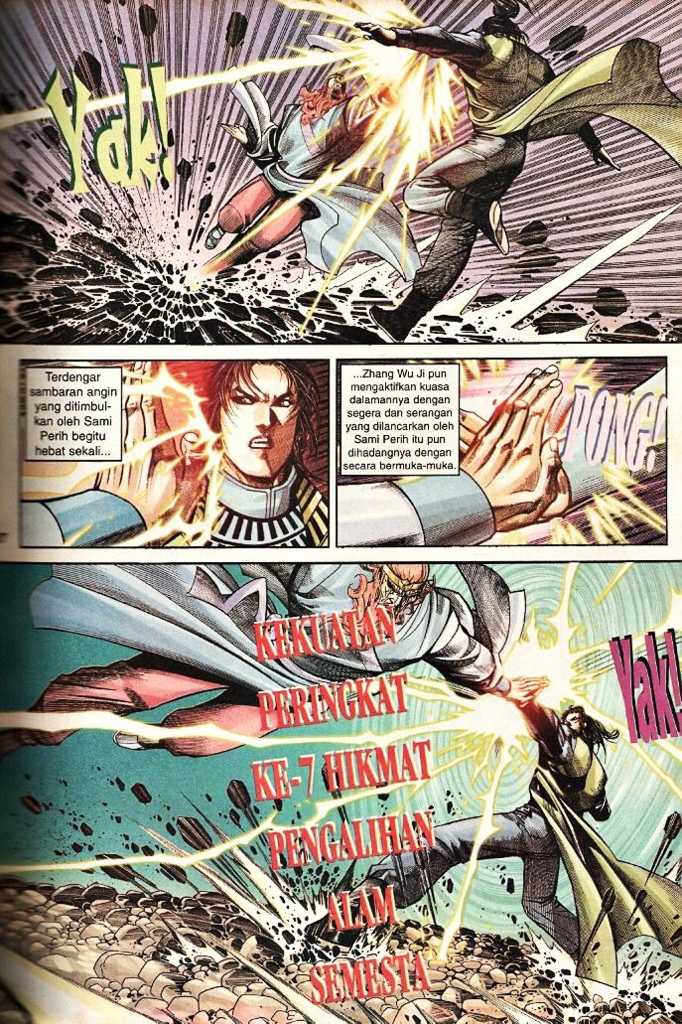 Yak!
Terdengar
sambaran angin
yang ditimbul-
kan oleh Sami
Perih begitu
hebat sekali...
...Zhang Wu Ji pun
mengaktifkan kuasa
dalamannya dengan
segera dan serangan
yang dilancarkan oleh
Sami Perih itu pun
dihadangnya dengan
secara bermuka-muka.
PONG!
KEKUATAN
PERINGKAT
KE-7 HIKMAT
PENGALIHAN
ALAM
SEMESTA
Yak!